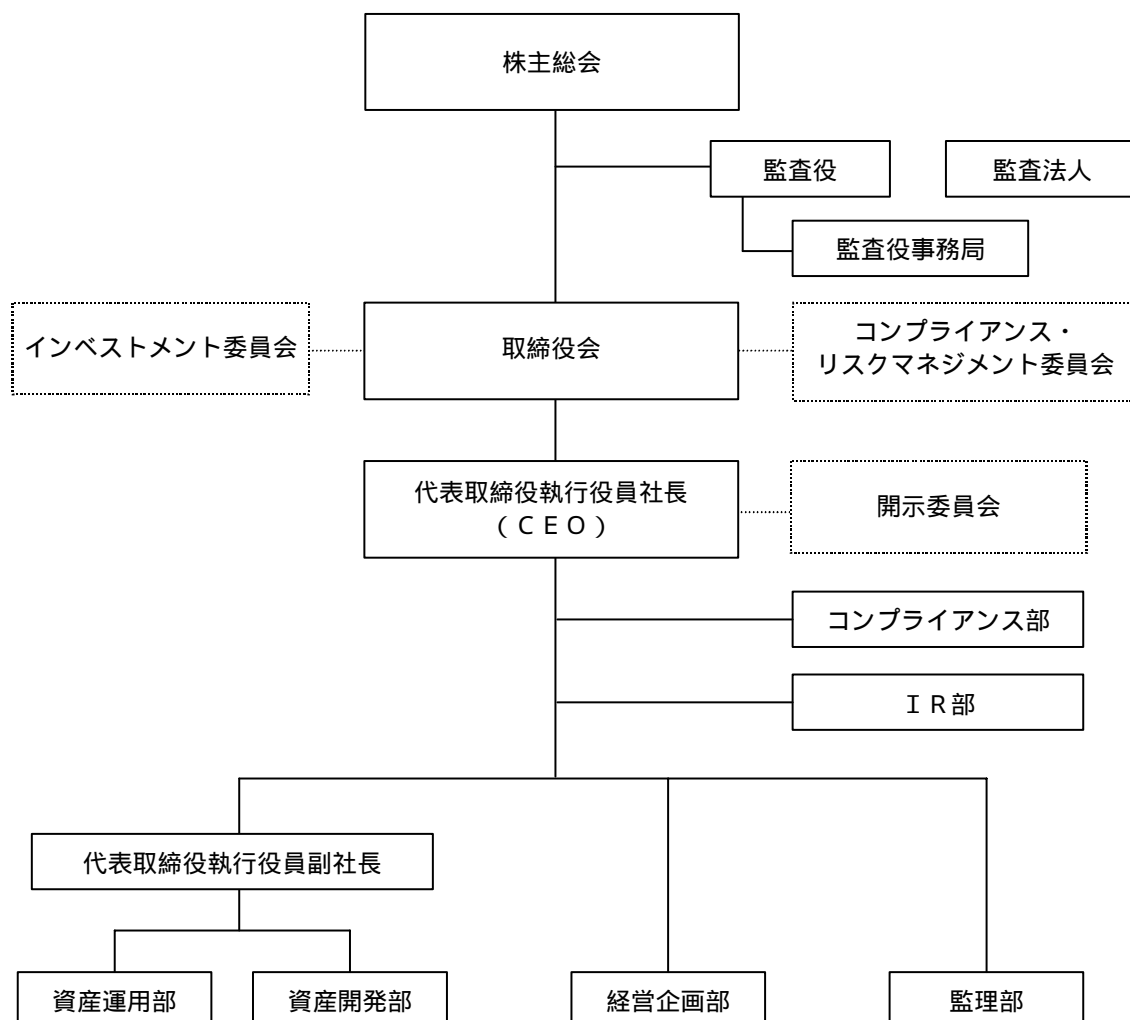 株主総会
監査役
監査法人
監査役事務局
インベストメント委員会
取締役会
コンプライアンス・
リスクマネジメント委員会
代表取締役執行役員社長
（ＣＥＯ）
開示委員会
コンプライアンス部
ＩＲ部
代表取締役執行役員副社長
資産運用部
資産開発部
経営企画部
監理部